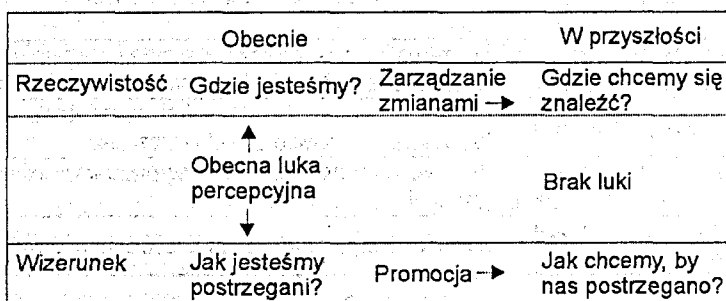 Obecnie W przyszłości
Rzeczywistość Gdzie jesteśmy? Zarządzanie Gdzie chcemy się
zmianami → znaleźć?
Obecna luka
percepcyjna Brak luki
Wizerunek Jak jesteśmy Promocja → Jak chcemy, by
postrzegani? nas postrzegano?